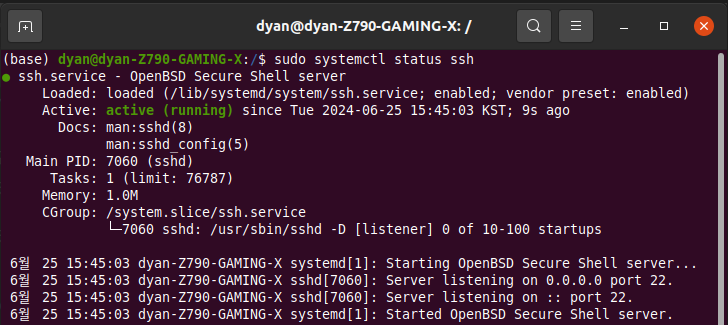 dyan@dyan-Z790-GAMING-X: /
(base) dyan@dyan-Z790-GAMING-X:/$ sudo systemctl status ssh
● ssh.service - OpenBSD Secure Shell server
     Loaded: loaded (/lib/systemd/system/ssh.service; enabled; vendor preset: enabled)
     Active: active (running) since Tue 2024-06-25 15:45:03 KST; 9s ago
       Docs: man:sshd(8)
             man:sshd_config(5)
   Main PID: 7060 (sshd)
      Tasks: 1 (limit: 76787)
     Memory: 1.0M
     CGroup: /system.slice/ssh.service
             └─7060 sshd: /usr/sbin/sshd -D [listener] 0 of 10-100 startups
 6월 25 15:45:03 dyan-Z790-GAMING-X systemd[1]: Starting OpenBSD Secure Shell server...
 6월 25 15:45:03 dyan-Z790-GAMING-X sshd[7060]: Server listening on 0.0.0.0 port 22.
 6월 25 15:45:03 dyan-Z790-GAMING-X sshd[7060]: Server listening on :: port 22.
 6월 25 15:45:03 dyan-Z790-GAMING-X systemd[1]: Started OpenBSD Secure Shell server.